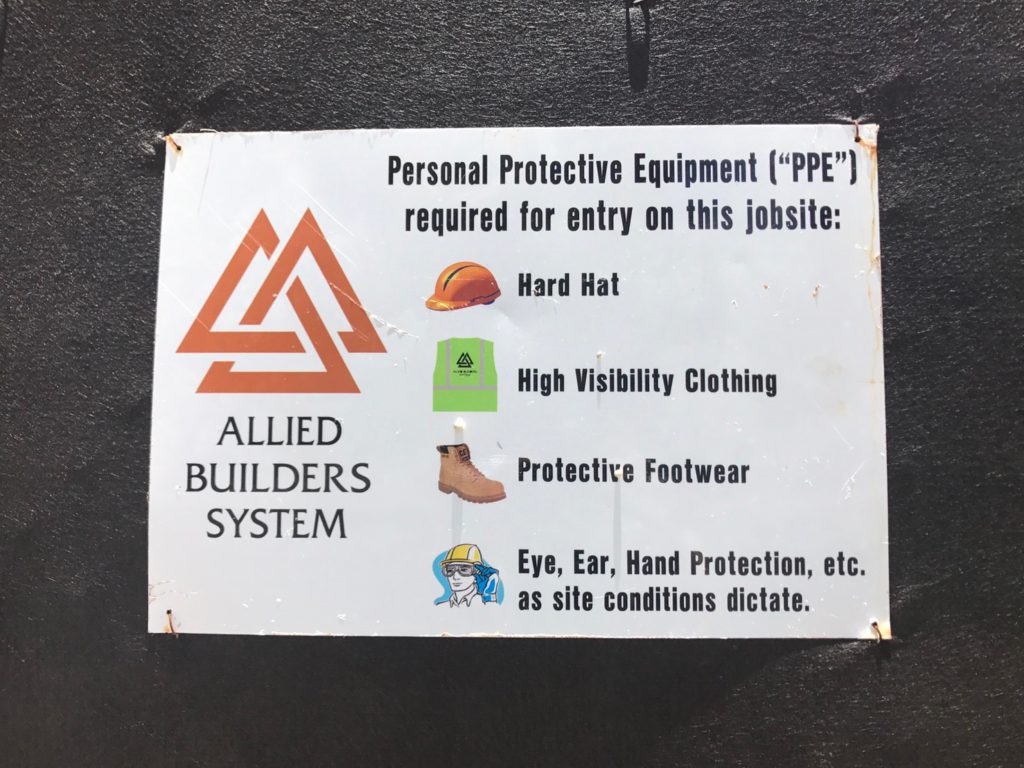 Personal Protective Equipment (“PPE”)
required for entry on this jobsite:
Hard Hat
High Visibility Clothing
Protective Footwear
Eye, Ear, Hand Protection, etc.
as site conditions dictate.
ALLIED
BUILDERS
SYSTEM